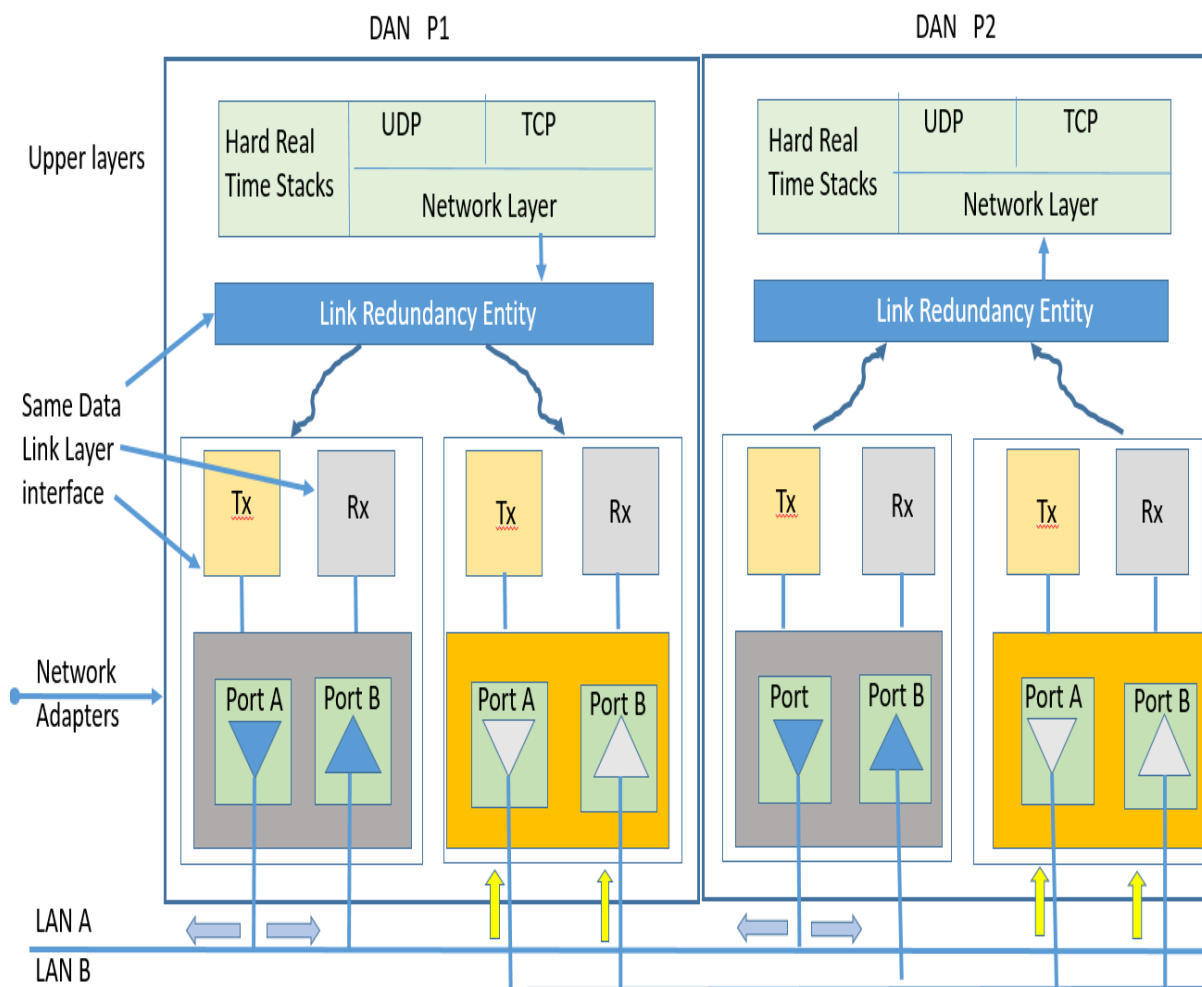 DAN P1
DAN P2
Upper layers
Hard Real
Time Stacks
UDP
TCP
Network Layer
Hard Real
Time Stacks
UDP
TCP
Network Layer
Link Redundancy Entity
Link Redundancy Entity
Same Data
Link Layer
interface
Tx
Rx
Tx
Rx
Tx
Rx
Tx
Rx
Network
Adapters
Port A
Port B
Port A
Port B
Port
Port B
Port A
Port B
LAN A
LAN B